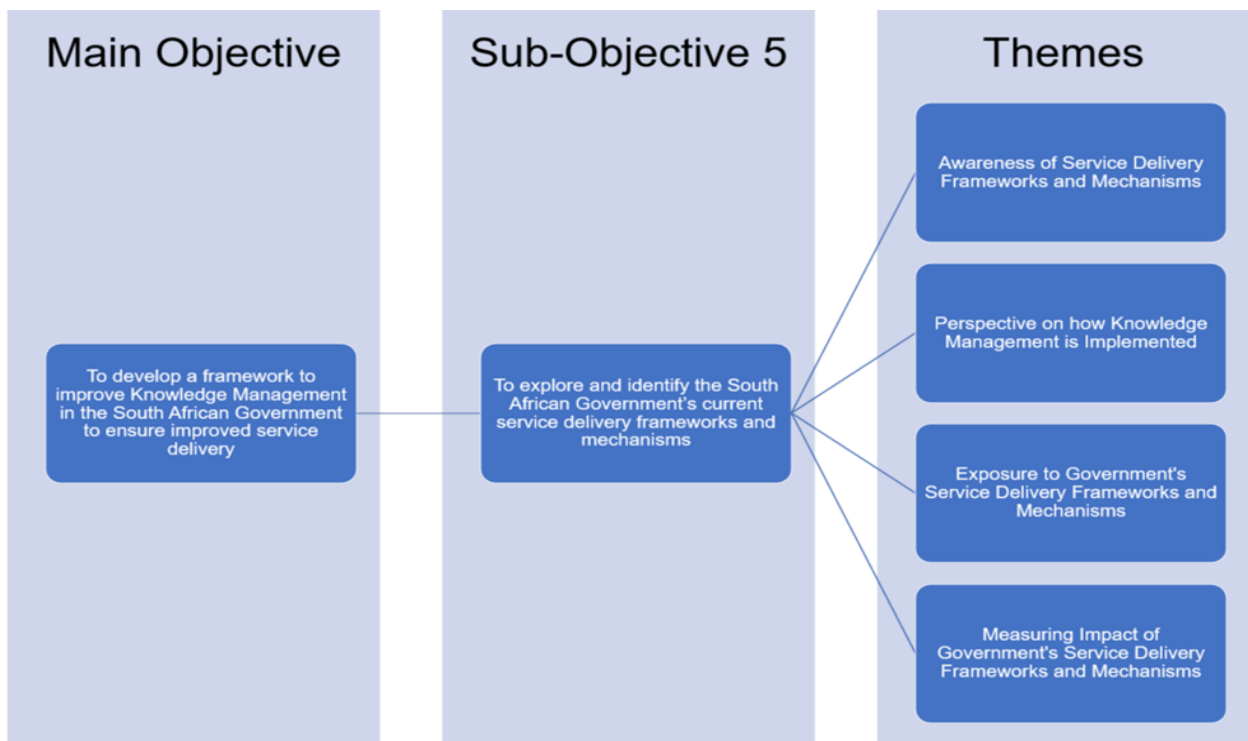 Main Objective
Sub-Objective 5
Themes
To develop a framework to
improve Knowledge Management
in the South African Government
to ensure improved service
delivery
To explore and identify the South
African Government's current
service delivery frameworks and
mechanisms
Awareness of Service Delivery
Frameworks and Mechanisms
Perspective on how Knowledge
Management is Implemented
Exposure to Government's
Service Delivery Frameworks and
Mechanisms
Measuring Impact of
Government's Service Delivery
Frameworks and Mechanisms